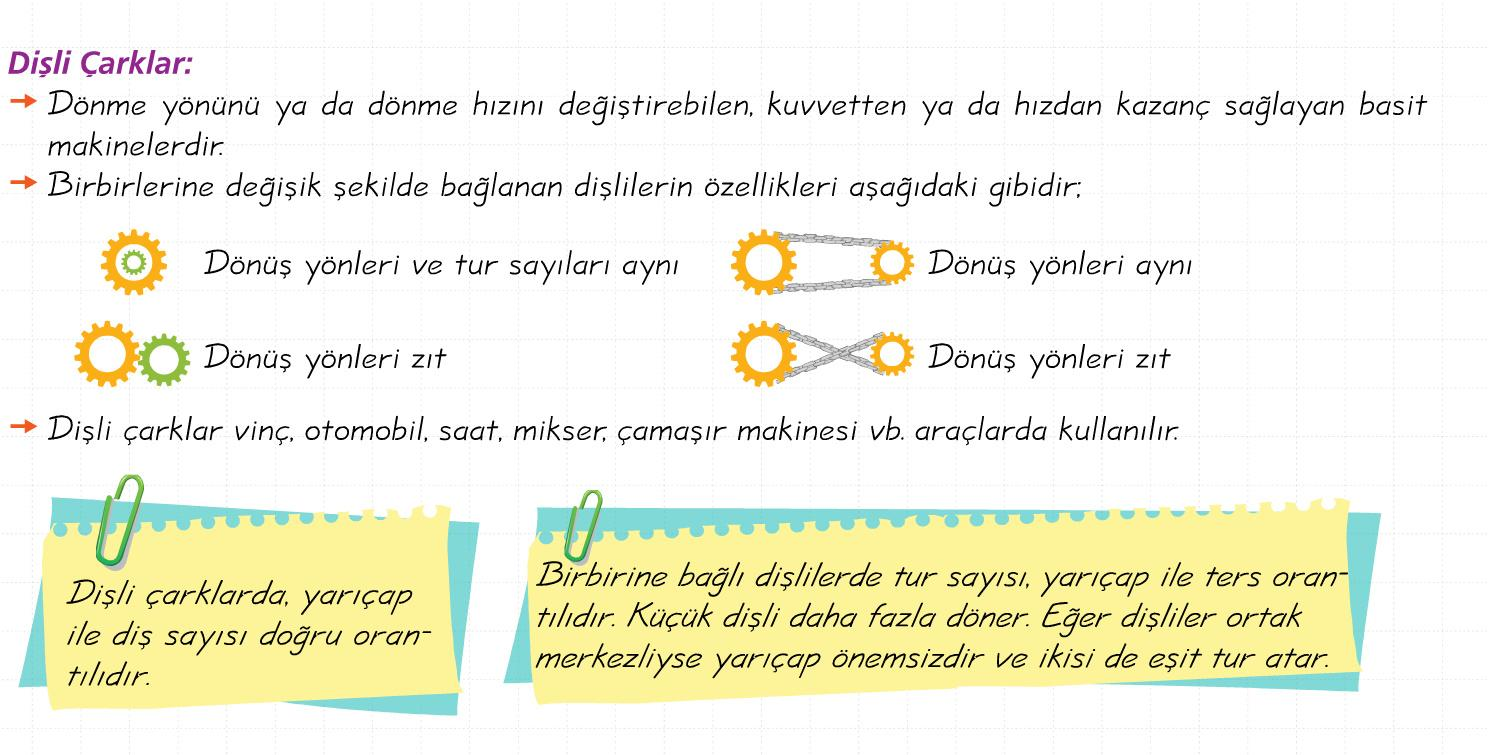 Dişli Çarklar:
Dönme yönünü ya da dönme hızını değiştirebilen, kuvvetten ya da hızdan kazanç sağlayan basit
makinelerdir.
Birbirlerine değişik şekilde bağlanan dişlilerin özellikleri aşağıdaki gibidir;
Dönüş yönleri ve tur sayıları aynı
Dönüş yönleri aynı
Dönüş yönleri zıt
Dönüş yönleri zıt
Dişli çarklar vinç, otomobil, saat, mikser, çamaşır makinesi vb. araçlarda kullanılır.
Dişli çarklarda, yarıçap
ile diş sayısı doğru oran-
tılıdır.
Birbirine bağlı dişlilerde tur sayısı, yarıçap ile ters oran-
tılıdır. Küçük dişli daha fazla döner. Eğer dişliler ortak
merkezliyse yarıçap önemsizdir ve ikisi de eşit tur atar.